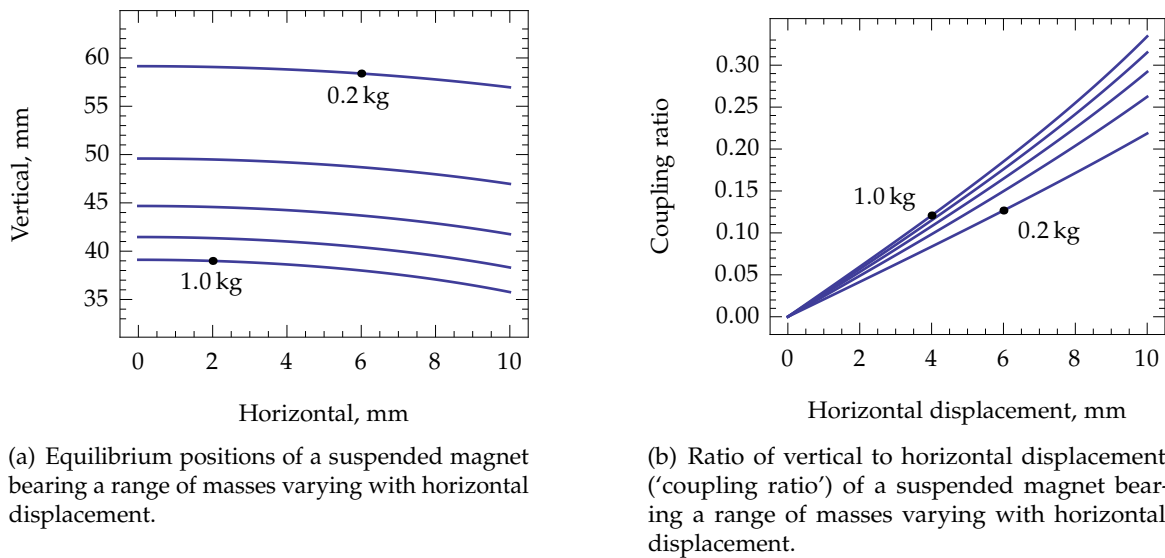 60
55
50
45
40
35
0 2 4 6 8 10
Vertical, mm
0.2 kg
1.0 kg
Horizontal, mm
(a) Equilibrium positions of a suspended magnet
bearing a range of masses varying with horizontal
displacement.
0.30
0.25
0.20
0.15
0.10
0.05
0.00
0 2 4 6 8 10
Coupling ratio
1.0 kg
0.2 kg
Horizontal displacement, mm
(b) Ratio of vertical to horizontal displacement
(‘coupling ratio’) of a suspended magnet bear-
ing a range of masses varying with horizontal
displacement.